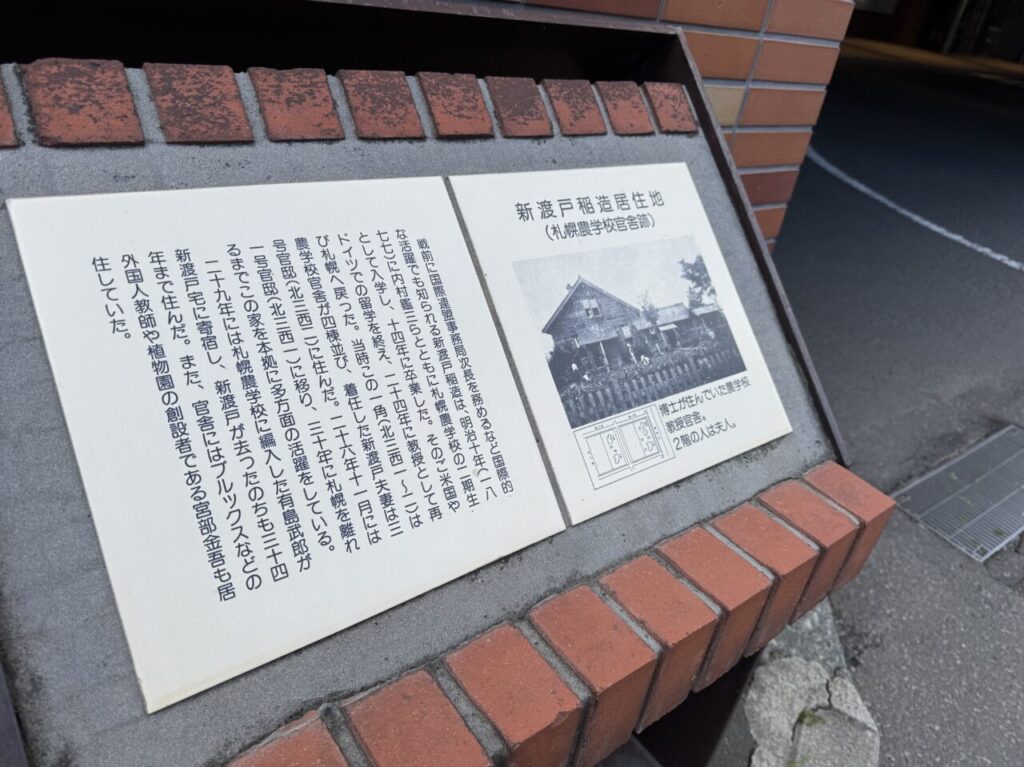 新渡戸稲造居住地
(札幌農学校官舎跡)
博士が住んでいた農学校
教授官舎。
2階の人は夫人。
戦前に国際連盟事務局次長を務めるなど国際的
な活躍でも知られる新渡戸稲造は、明治十年(一八
七七)に内村鑑三らとともに札幌農学校の二期生
として入学し、十四年に卒業した。そのご米国や
ドイツでの留学を終え、二十四年に教授として再
び札幌へ戻った。当時この一角(北三西一〜二)は
農学校官舎が四棟並び、着任した新渡戸夫妻は三
号官邸(北三西二)に住んだ。二十六年十一月には
一号官邸(北三西一)に移り、三十年に札幌を離れ
るまでこの家を本拠に多方面の活躍をしている。
二十九年には札幌農学校に編入した有島武郎が
新渡戸宅に寄宿し、新渡戸が去ったのちも三十四
年まで住んだ。また、官舎にはブルックスなどの
外国人教師や植物園の創設者である宮部金吾も居
住していた。